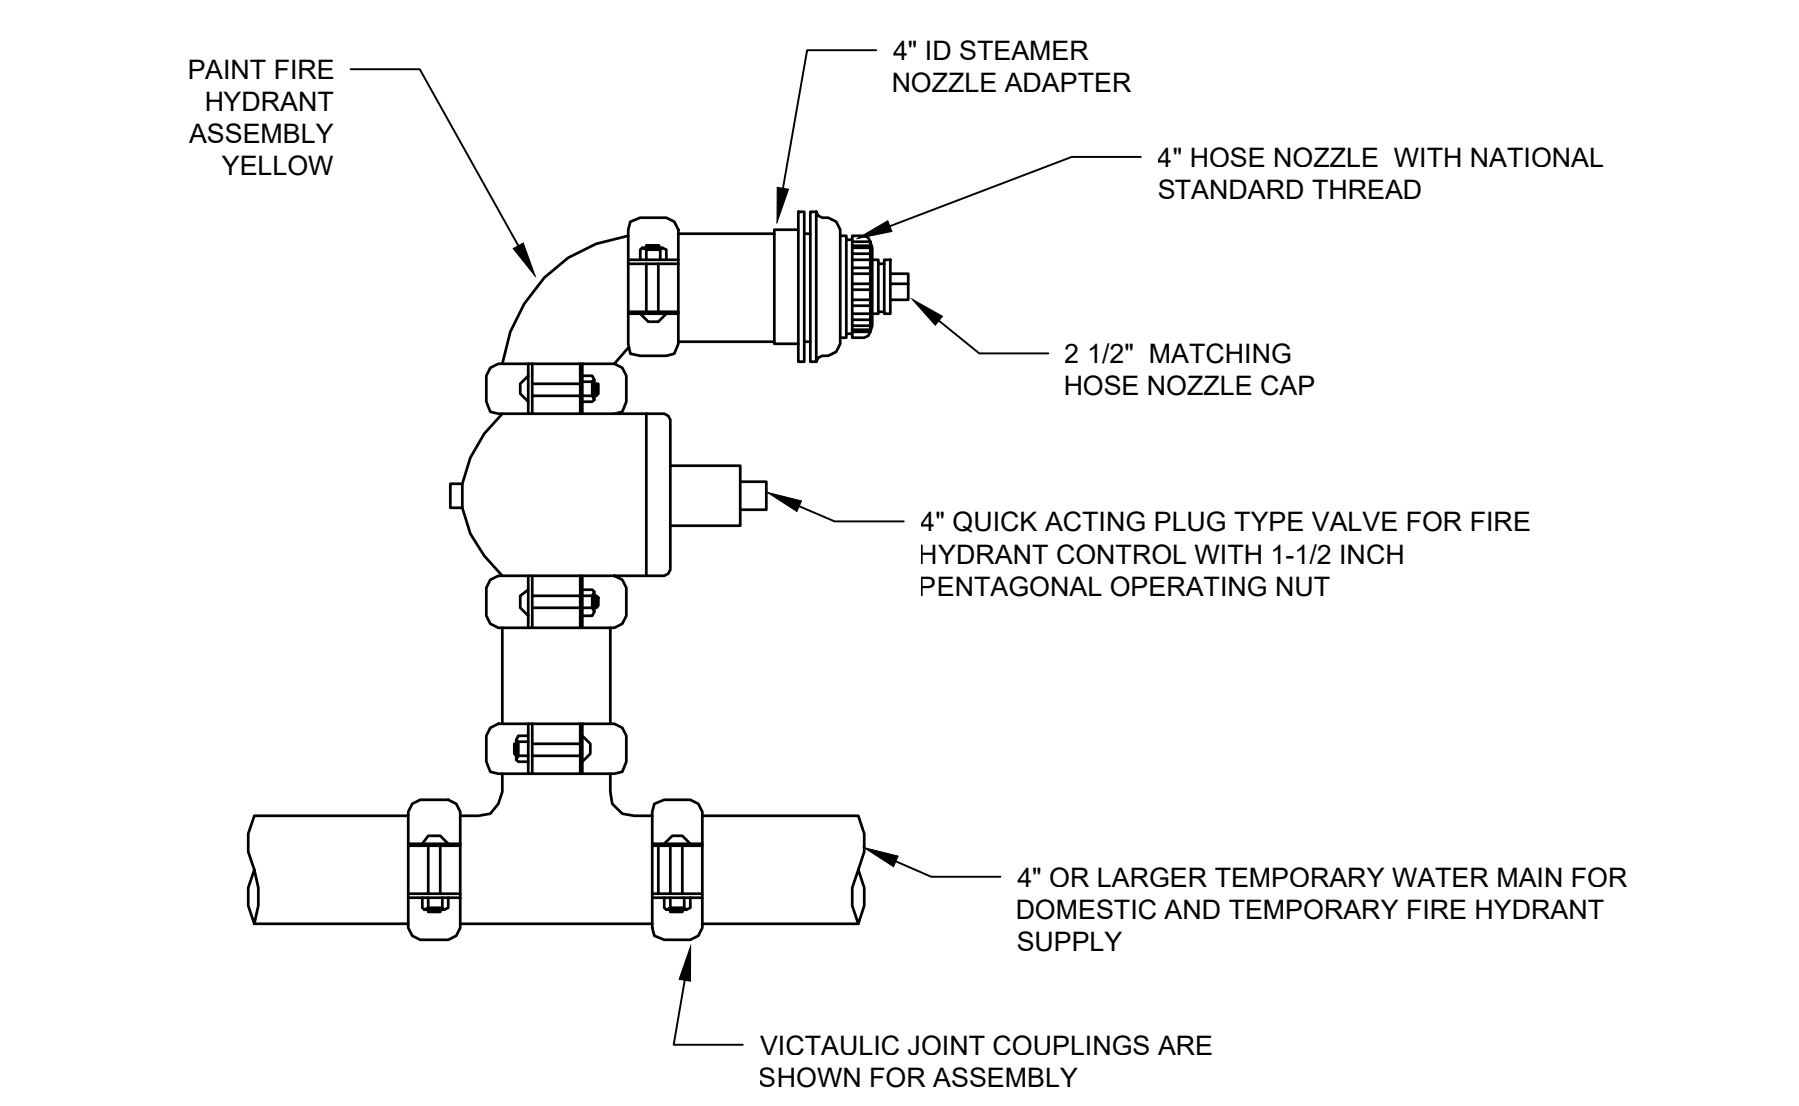 PAINT FIRE
HYDRANT
ASSEMBLY
YELLOW
4" ID STEAMER
NOZZLE ADAPTER
4" HOSE NOZZLE  WITH NATIONAL
STANDARD THREAD
2 1/2"  MATCHING
HOSE NOZZLE CAP
4" QUICK ACTING PLUG TYPE VALVE FOR FIRE
HYDRANT CONTROL WITH 1-1/2 INCH
PENTAGONAL OPERATING NUT
4" OR LARGER TEMPORARY WATER MAIN FOR
DOMESTIC AND TEMPORARY FIRE HYDRANT
SUPPLY
VICTAULIC JOINT COUPLINGS ARE
SHOWN FOR ASSEMBLY